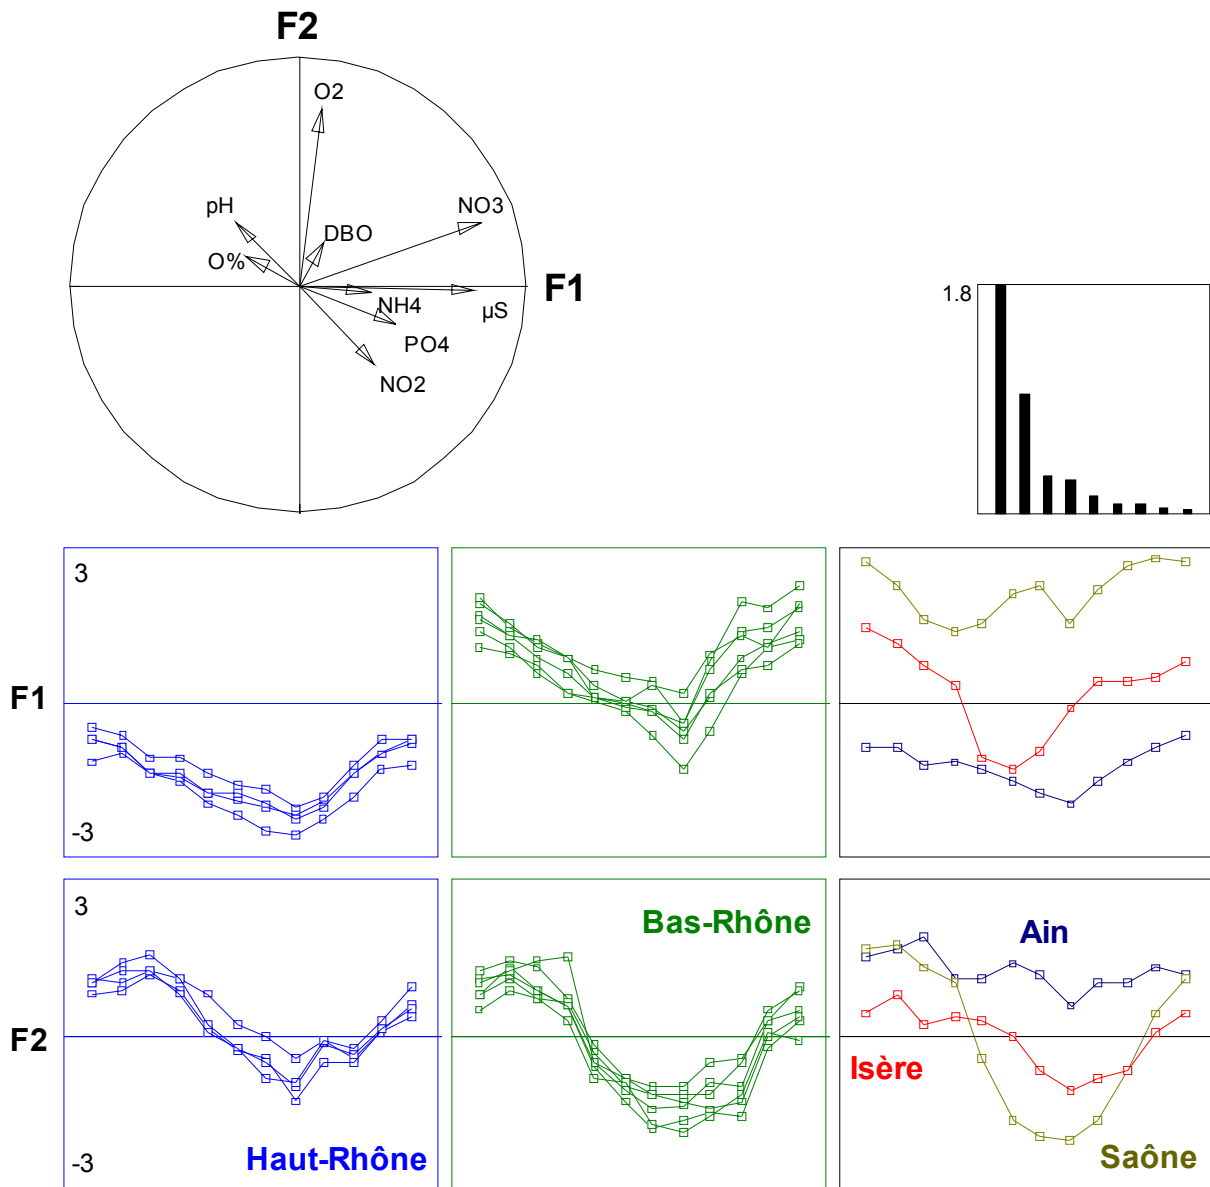 F2
O2
pH
NO3
DBO
O%
F1
NH4
µS
PO4
NO2
1.8
3
F1
-3
3
Bas-Rhône
Ain
F2
Isère
-3
Haut-Rhône
Saône